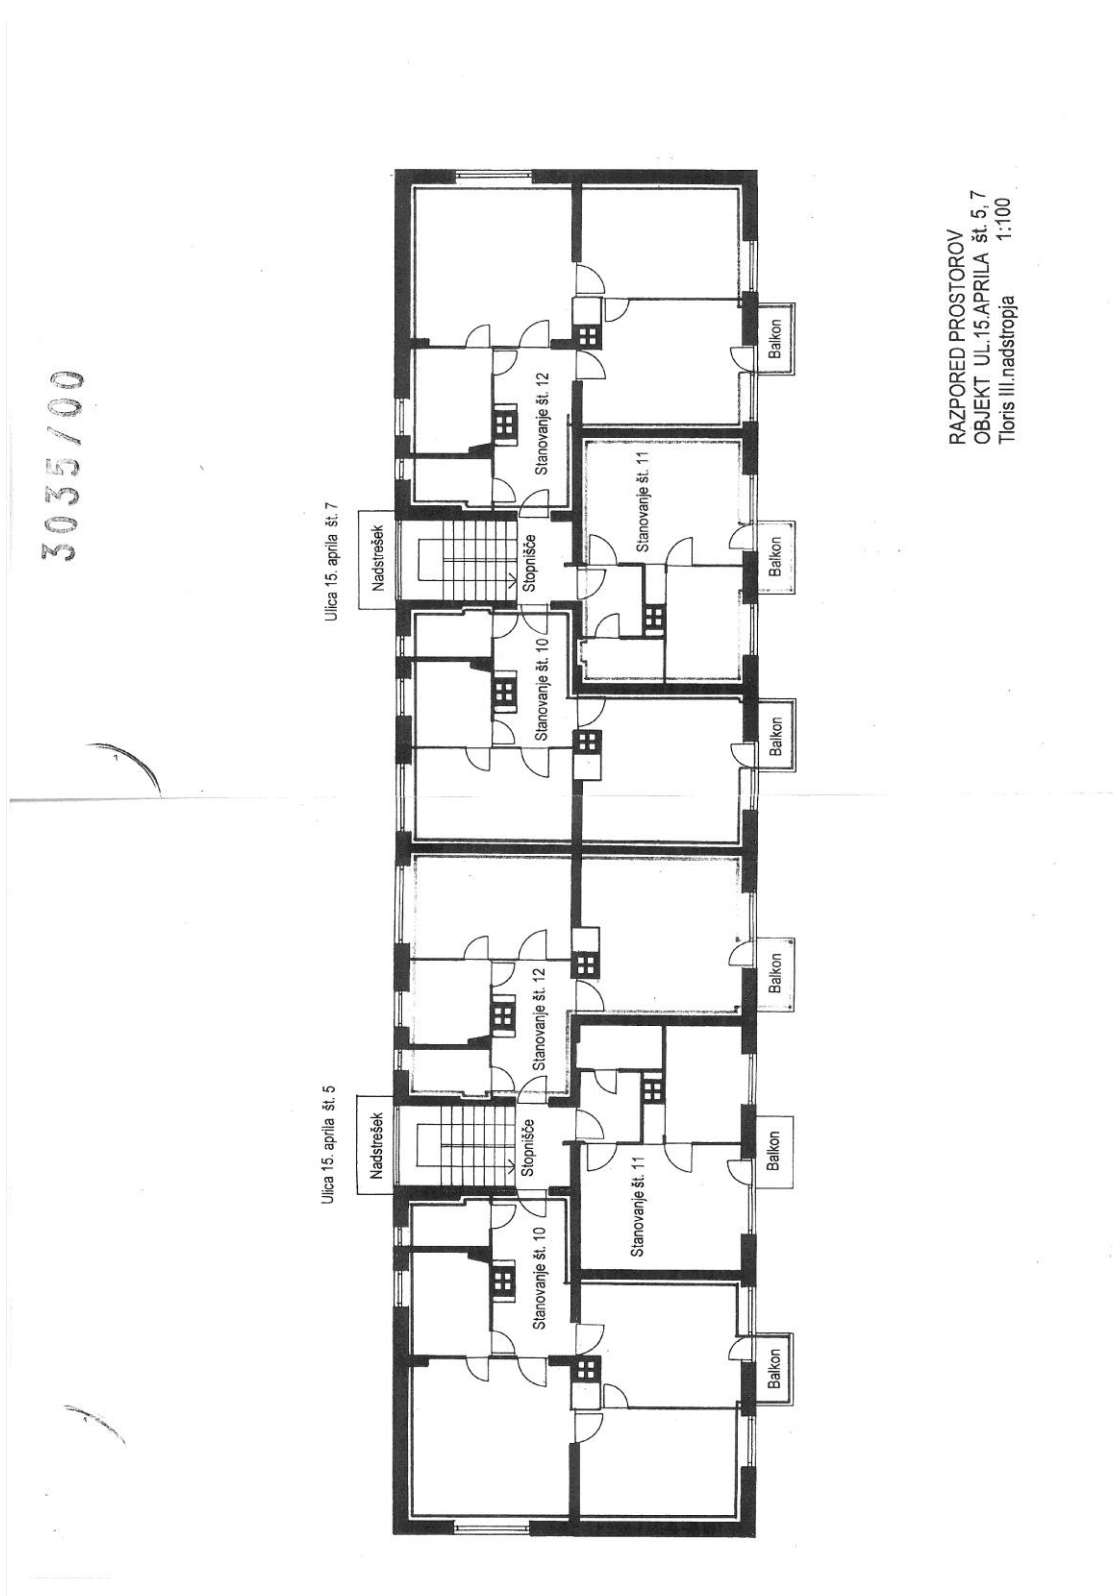 3035/00
RAZPORED PROSTOROV
OBJEKT UL.15.APRILA št. 5, 7
Tloris III.nadstropja 1:100
Ulica 15. aprila št. 5
Ulica 15. aprila št. 7
Nadstrešek
Nadstrešek
Stopnišče
Stopnišče
Stanovanje št. 10
Stanovanje št. 12
Stanovanje št. 10
Stanovanje št. 12
Stanovanje št. 11
Stanovanje št. 11
Balkon
Balkon
Balkon
Balkon
Balkon
Balkon